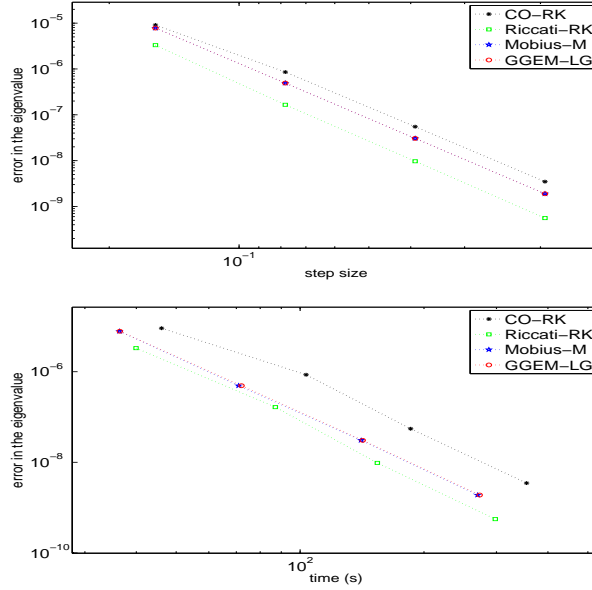 10⁻⁵
10⁻⁶
10⁻⁷
10⁻⁸
10⁻⁹
error in the eigenvalue
CO−RK
Riccati−RK
Mobius−M
GGEM−LG
10⁻¹
step size
10⁻⁶
10⁻⁸
10⁻¹⁰
error in the eigenvalue
CO−RK
Riccati−RK
Mobius−M
GGEM−LG
10²
time (s)